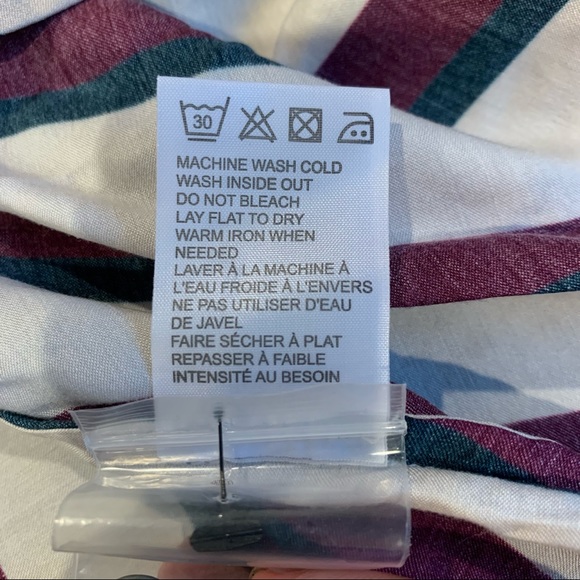 30
MACHINE WASH COLD
WASH INSIDE OUT
DO NOT BLEACH
LAY FLAT TO DRY
WARM IRON WHEN
NEEDED
LAVER À LA MACHINE À
L'EAU FROIDE À L'ENVERS
NE PAS UTILISER D'EAU
DE JAVEL
FAIRE SÉCHER À PLAT
REPASSER À FAIBLE
INTENSITÉ AU BESOIN